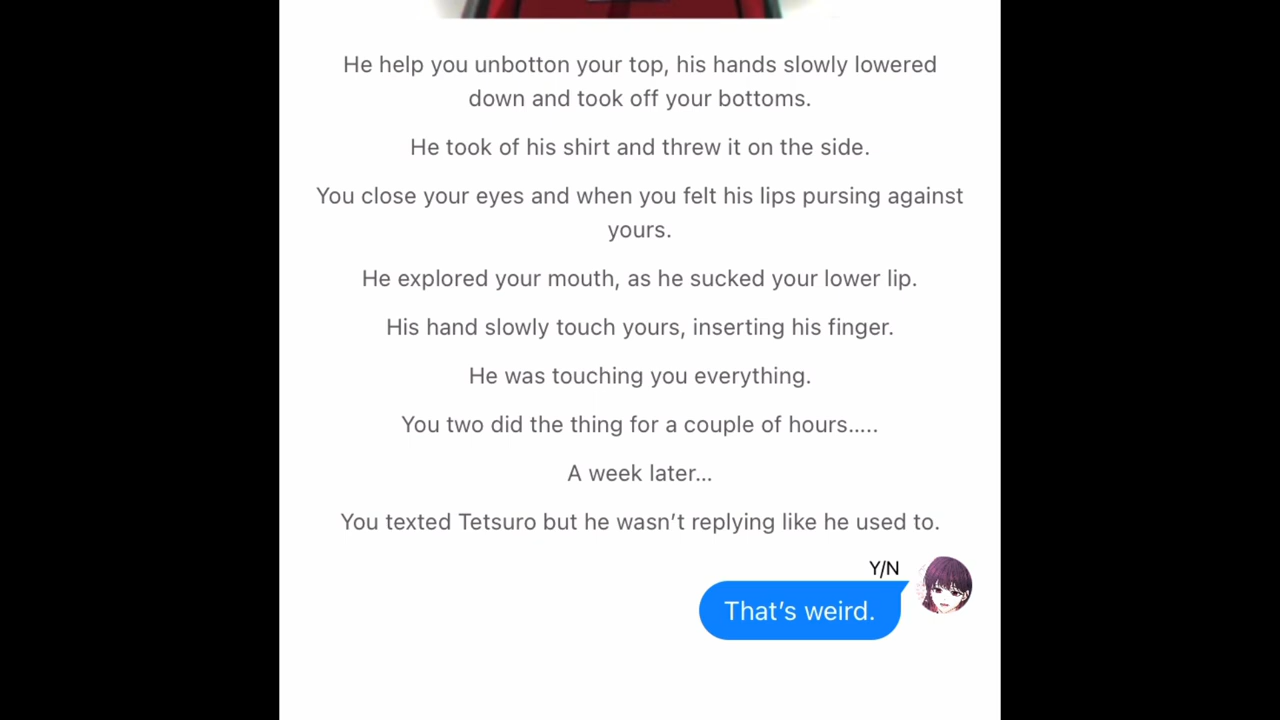 He help you unbotton your top, his hands slowly lowered
down and took off your bottoms.
He took of his shirt and threw it on the side.
You close your eyes and when you felt his lips pursing against
yours.
He explored your mouth, as he sucked your lower lip.
His hand slowly touch yours, inserting his finger.
He was touching you everything.
You two did the thing for a couple of hours.....
A week later...
You texted Tetsuro but he wasn’t replying like he used to.
Y/N
That’s weird.